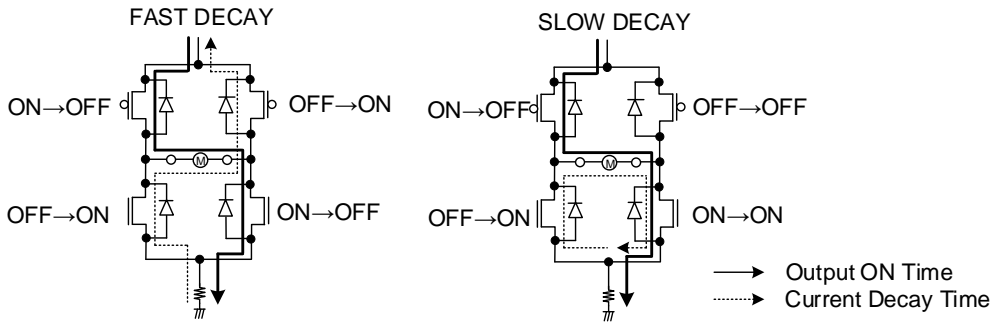 FAST DECAY
SLOW DECAY
ON→OFF
OFF→ON
ON→OFF
OFF→OFF
M
M
OFF→ON
ON→OFF
OFF→ON
ON→ON
Output ON Time
Current Decay Time